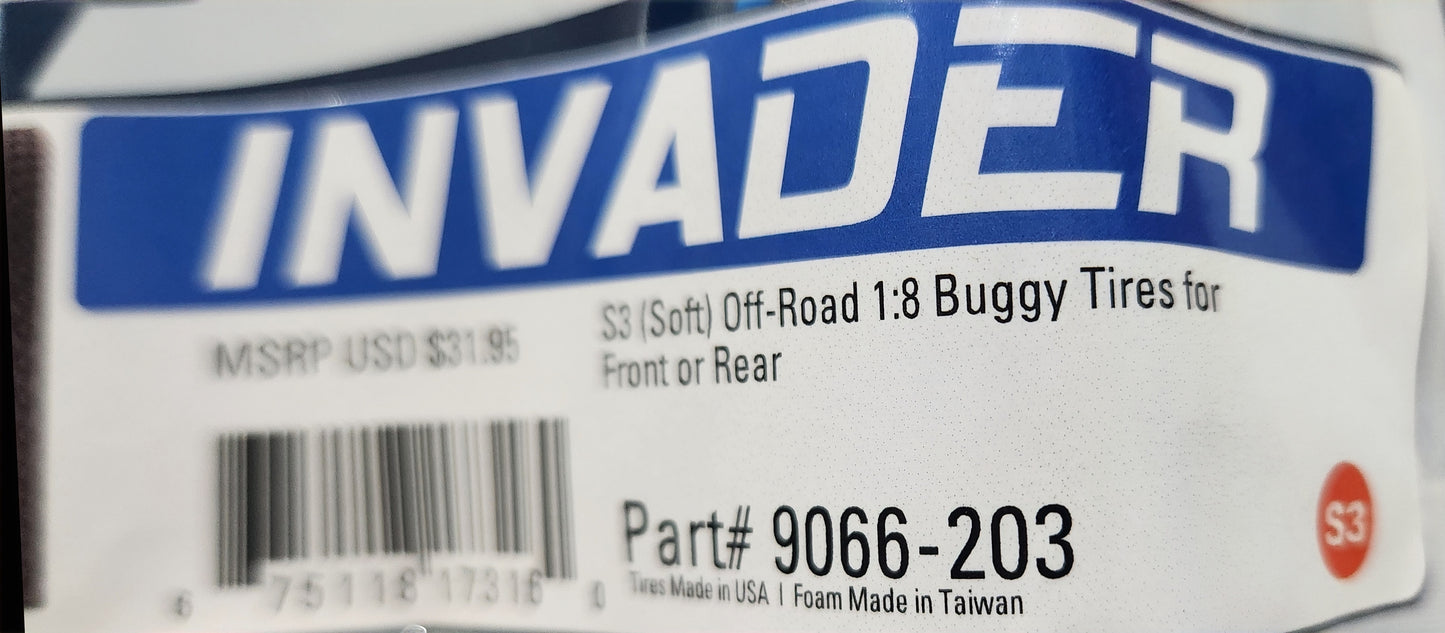 INVADER
MSRP USD $31.95
S3 (Soft) Off-Road 1:8 Buggy Tires for
Front or Rear
Part# 9066-203
Tires Made in USA | Foam Made in Taiwan
6 75118 17316 0
S3